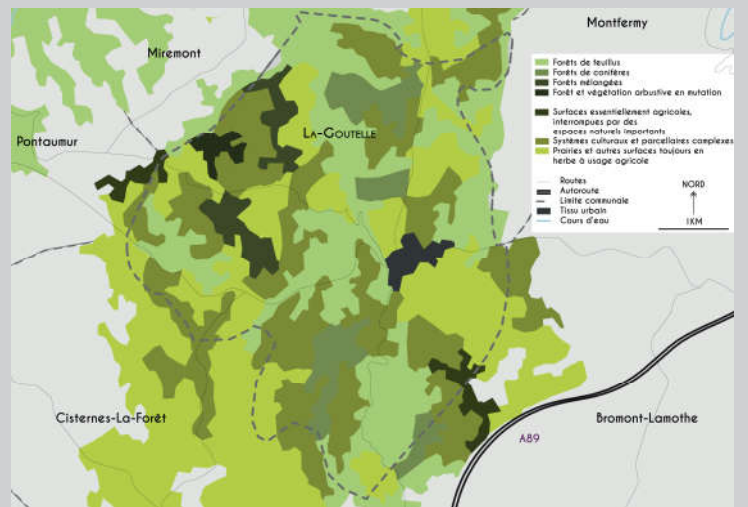 Montfermy
Miremont
Forêts de feuillus
Forêts de conifères
Forêts mélangées
Forêt et végétation arbustive en mutation
Surfaces essentiellement agricoles,
interrompues par des
espaces naturels importants
Systèmes culturaux et parcellaires complexes
Prairies et autres surfaces toujours en
herbe à usage agricole
La-Goutelle
Pontaumur
Routes
Autoroute
Limite communale
Tissu urbain
Cours d'eau
NORD
1KM
Cisternes-La-Forêt
Bromont-Lamothe
A89